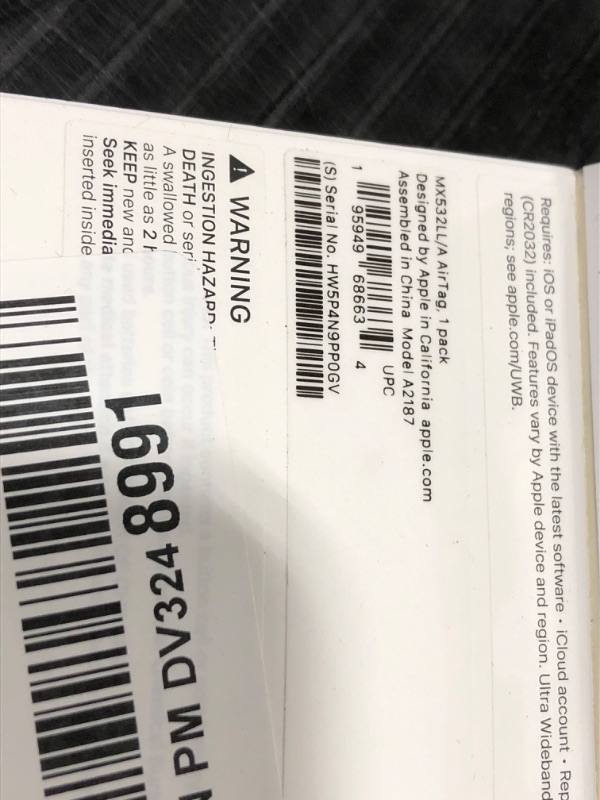 Requires: iOS or iPadOS device with the latest software • iCloud account • Rep
(CR2032) included. Features vary by Apple device and region. Ultra Wideband
regions; see apple.com/UWB.
MX532LL/A AirTag, 1 pack
Designed by Apple in California apple.com
Assembled in China Model A2187
1 95949 68663 4
UPC
(S) Serial No. HW5P4N9PP0GV
WARNING
INGESTION HAZARD:
DEATH or seri
A swallowed
as little as 2 h
KEEP new and
Seek immedia
inserted inside
8991
PM DV324